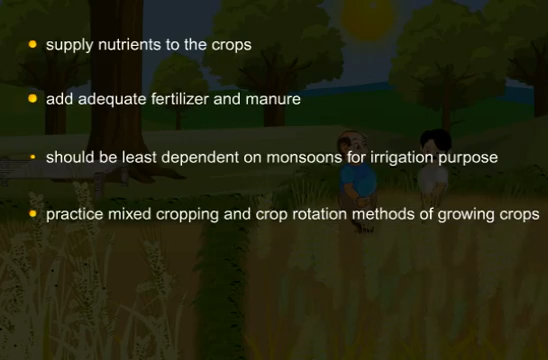 supply nutrients to the crops
add adequate fertilizer and manure
should be least dependent on monsoons for irrigation purpose
practice mixed cropping and crop rotation methods of growing crops